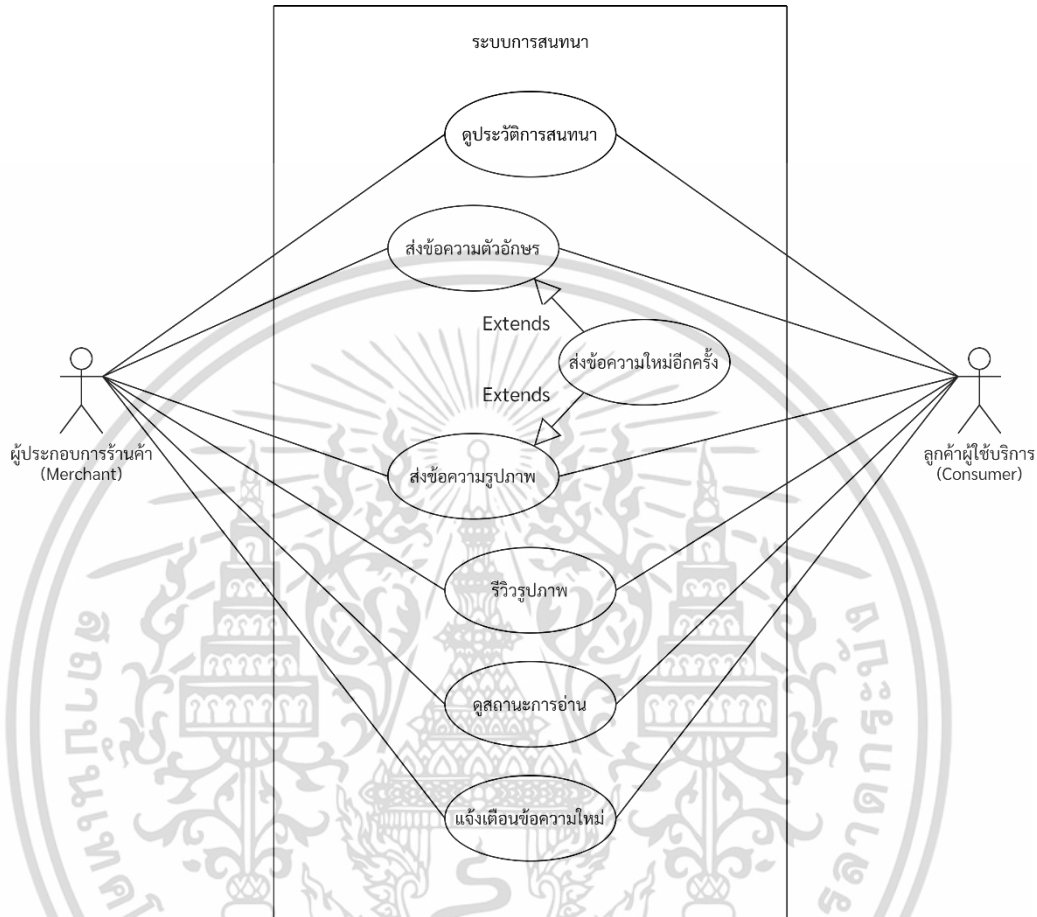 ระบบการสนทนา
ดูประวัติการสนทนา
ส่งข้อความตัวอักษร
Extends
ส่งข้อความใหม่อีกครั้ง
Extends
ผู้ประกอบการร้านค้า
(Merchant)
ลูกค้าผู้ใช้บริการ
(Consumer)
ส่งข้อความรูปภาพ
รีวิวรูปภาพ
ดูสถานะการอ่าน
แจ้งเตือนข้อความใหม่